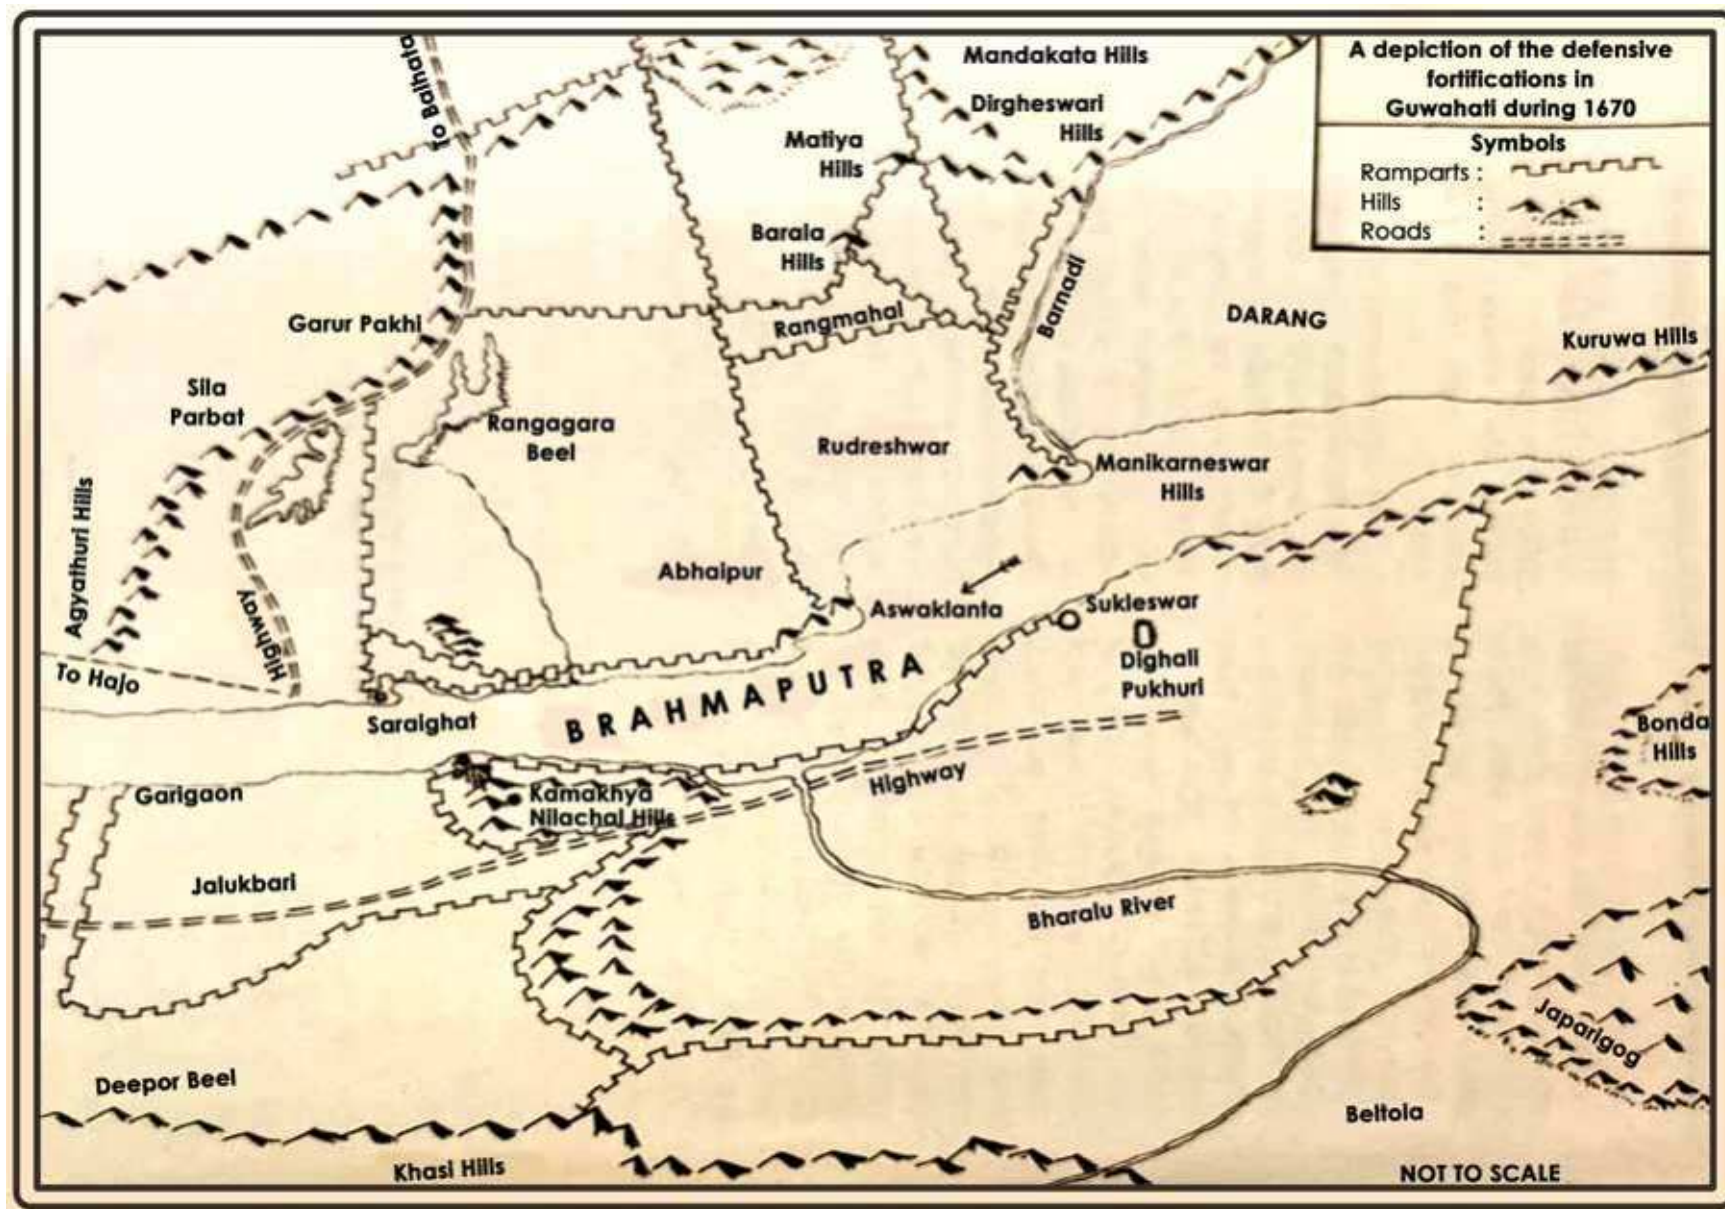 A depiction of the defensive
fortifications in
Guwahati during 1670
Symbols
Ramparts :
Hills :
Roads :
To Baihata
Mandakata Hills
Dirgheswari
Hills
Matiya
Hills
Barala
Hills
Rangmahal
Barnadi
DARANG
Kuruwa Hills
Garur Pakhi
Sila
Parbat
Rangagara
Beel
Rudreshwar
Manikarneswar
Hills
Agyathuri Hills
Highway
To Hajo
Abhaipur
Aswaklanta
Sukleswar
Dighali
Pukhuri
Saraighat
BRAHMAPUTRA
Bonda
Hills
Garigaon
Kamakhya
Nilachal Hills
Highway
Jalukbari
Bharalu River
Japarigog
Deepor Beel
Beltola
Khasi Hills
NOT TO SCALE